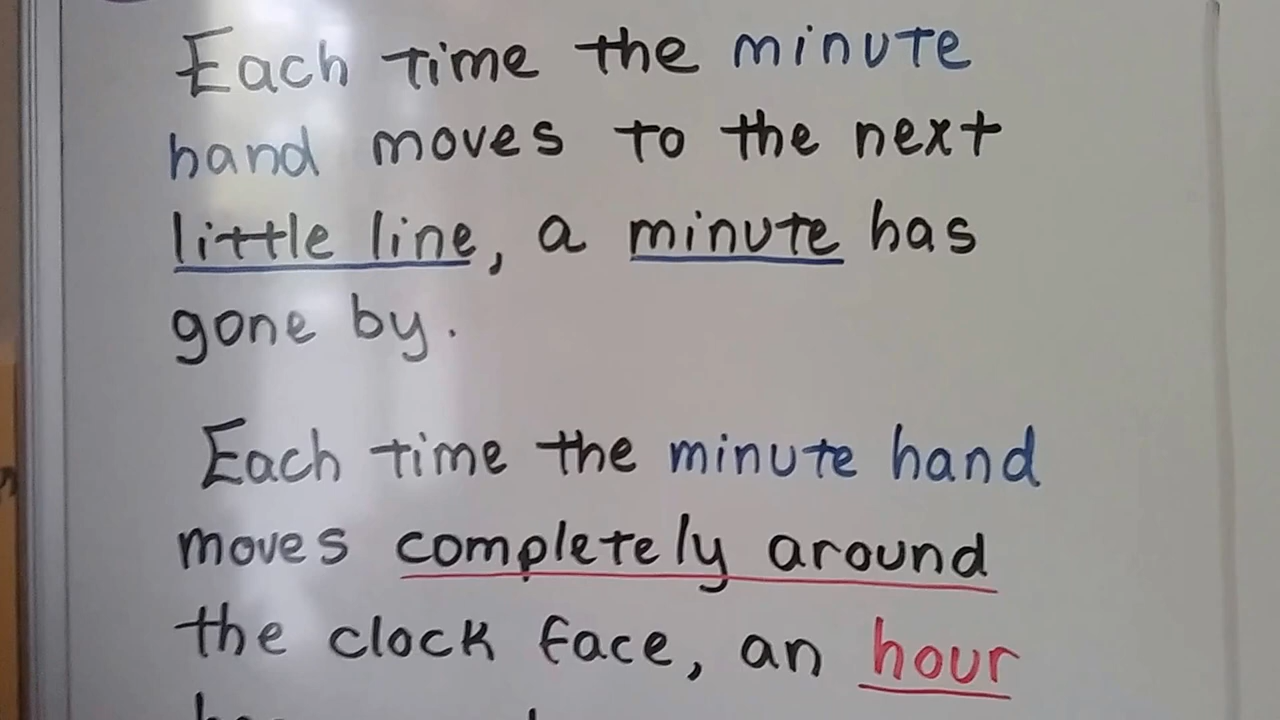 Each time the minute
hand moves to the next
little line, a minute has
gone by.
Each time the minute hand
moves completely around
the clock face, an hour